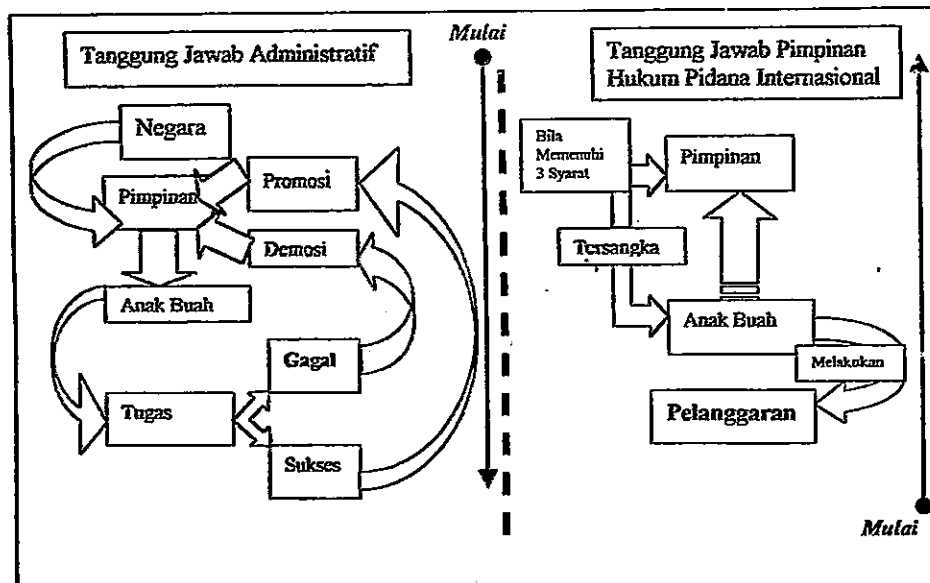 Tanggung Jawab Administratif
Mulai
Negara
Pimpinan
Promosi
Demosi
Anak Buah
Gagal
Tugas
Sukses
Tanggung Jawab Pimpinan
Hukum Pidana Internasional
Bila
Memenuhi
3 Syarat
Pimpinan
Tersangka
Anak Buah
Melakukan
Pelanggaran
Mulai